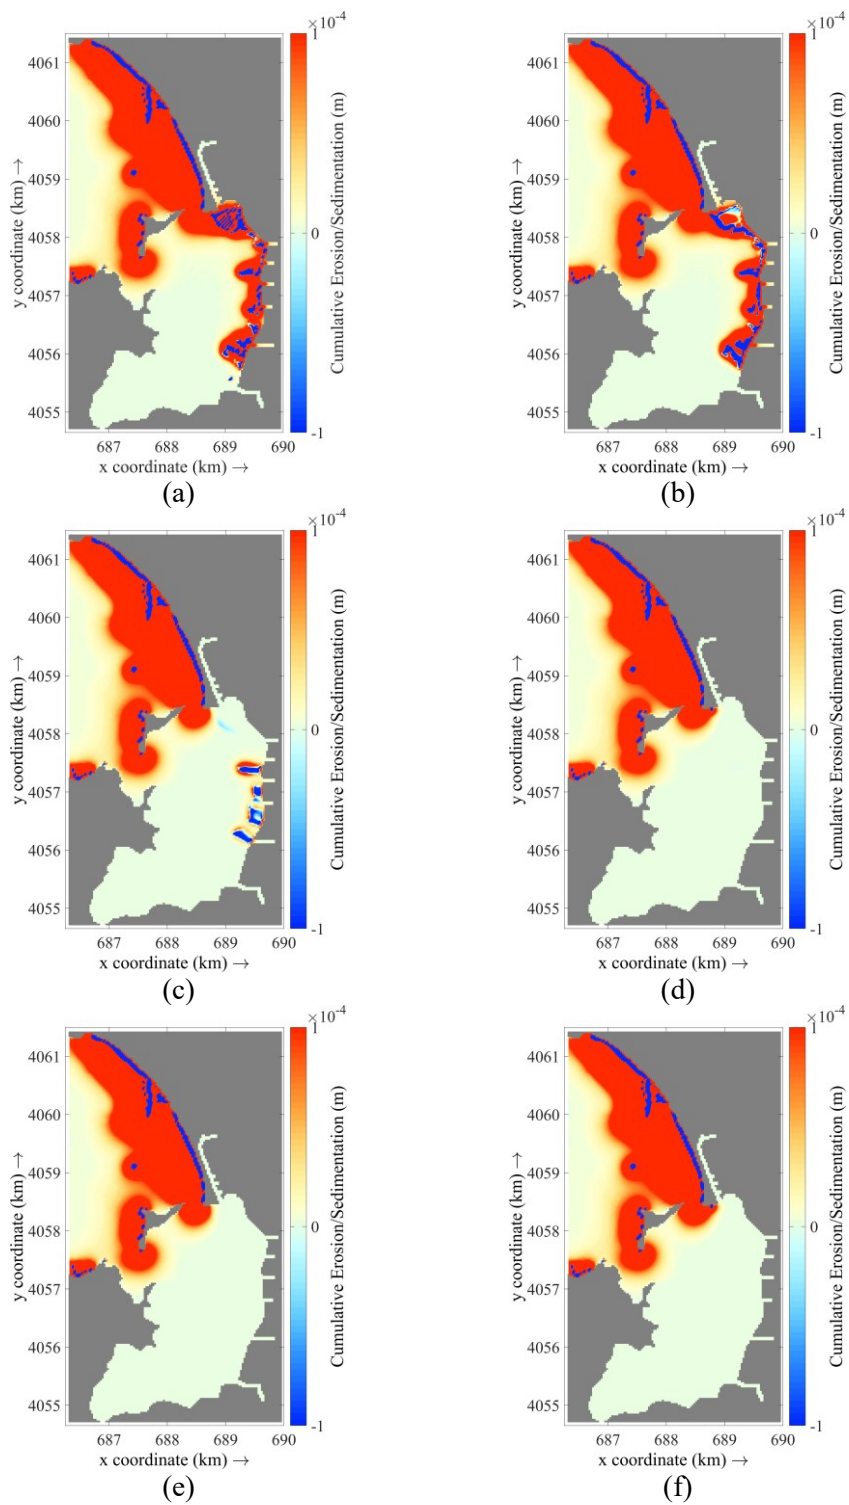 ×10⁻⁴ ×10⁻⁴
1 1
4061 4061
4060 4060
4059 4059
4058 4058
4057 4057
4056 4056
4055 4055
y coordinate (km) → y coordinate (km) →
0 0
Cumulative Erosion/Sedimentation (m) Cumulative Erosion/Sedimentation (m)
-1 -1
687 688 689 690 687 688 689 690
x coordinate (km) → x coordinate (km) →
(a) (b)
×10⁻⁴ ×10⁻⁴
1 1
4061 4061
4060 4060
4059 4059
4058 4058
4057 4057
4056 4056
4055 4055
y coordinate (km) → y coordinate (km) →
0 0
Cumulative Erosion/Sedimentation (m) Cumulative Erosion/Sedimentation (m)
-1 -1
687 688 689 690 687 688 689 690
x coordinate (km) → x coordinate (km) →
(c) (d)
×10⁻⁴ ×10⁻⁴
1 1
4061 4061
4060 4060
4059 4059
4058 4058
4057 4057
4056 4056
4055 4055
y coordinate (km) → y coordinate (km) →
0 0
Cumulative Erosion/Sedimentation (m) Cumulative Erosion/Sedimentation (m)
-1 -1
687 688 689 690 687 688 689 690
x coordinate (km) → x coordinate (km) →
(e) (f)